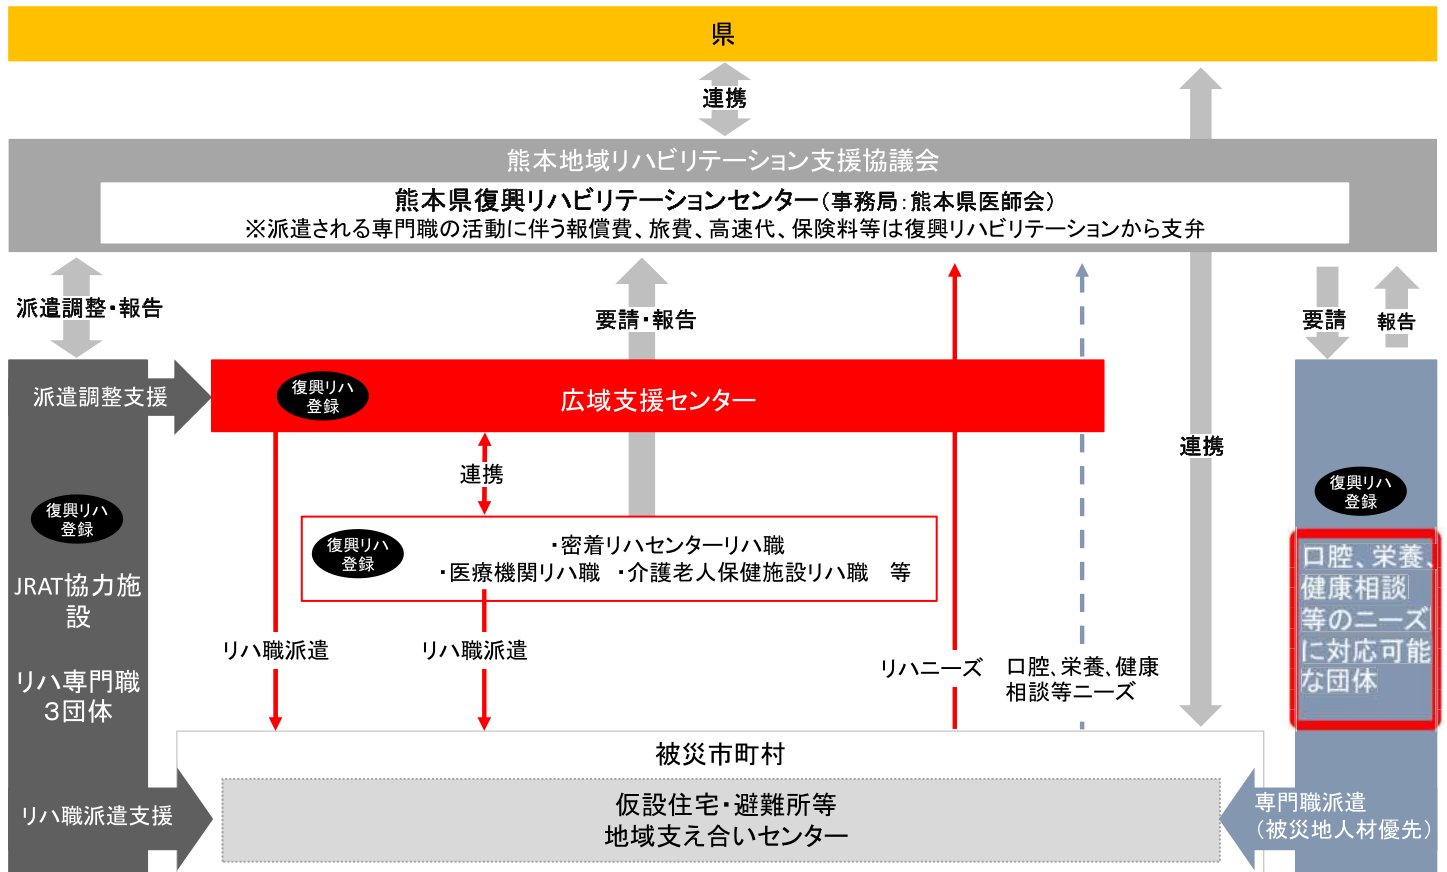 県
連携
熊本地域リハビリテーション支援協議会
熊本県復興リハビリテーションセンター（事務局：熊本県医師会）
※派遣される専門職の活動に伴う報償費、旅費、高速代、保険料等は復興リハビリテーションから支弁
派遣調整・報告
要請・報告
要請
報告
派遣調整支援
復興リハ
登録
広域支援センター
連携
連携
復興リハ
登録
復興リハ
登録
復興リハ
登録
・密着リハセンターリハ職
・医療機関リハ職　・介護老人保健施設リハ職　等
JRAT協力施
設
リハ専門職
３団体
口腔、栄養、
健康相談
等のニーズ
に対応可能
な団体
リハ職派遣
リハ職派遣
リハニーズ
口腔、栄養、健康
相談等ニーズ
被災市町村
仮設住宅・避難所等
地域支え合いセンター
リハ職派遣支援
専門職派遣
（被災地人材優先）